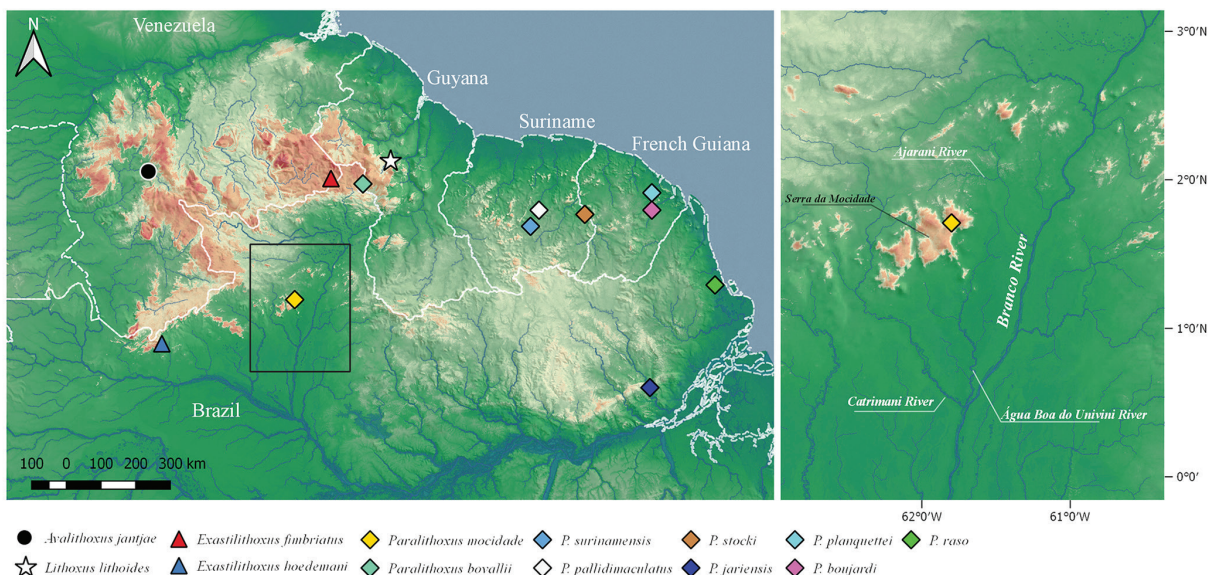 N
Venezuela
Guyana
Suriname
French Guiana
Brazil
100 0 100 200 300 km
Ajarani River
Serra da Mocidade
Branco River
Catrimani River
Água Boa do Univini River
3°0'N
2°0'N
1°0'N
0°0'
62°0'W
61°0'W
Avalithoxus jantjae
Exastilithoxus fimbriatus
Paralithoxus mocidade
P. surinamensis
P. stocki
P. planquettei
P. raso
Lithoxus lithoides
Exastilithoxus hoedemani
Paralithoxus bovallii
P. pallidimaculatus
P. jariensis
P. boujardi